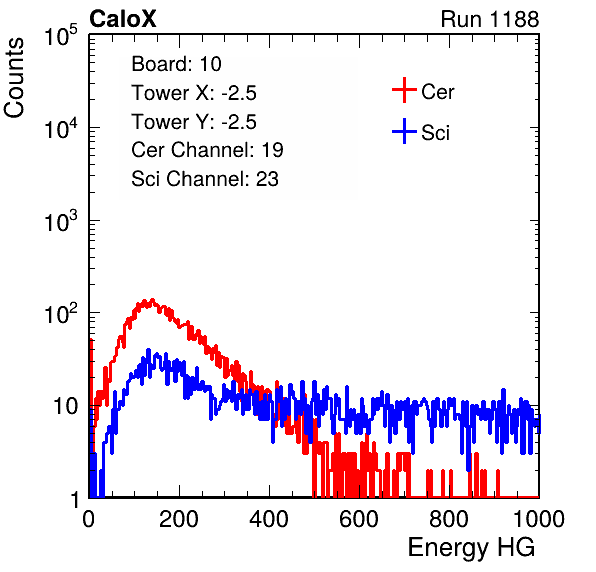 CaloX Run 1188
Counts
Board: 10
Tower X: -2.5
Tower Y: -2.5
Cer Channel: 19
Sci Channel: 23
Cer
Sci
10^5
10^4
10^3
10^2
10
1
0 200 400 600 800 1000
Energy HG